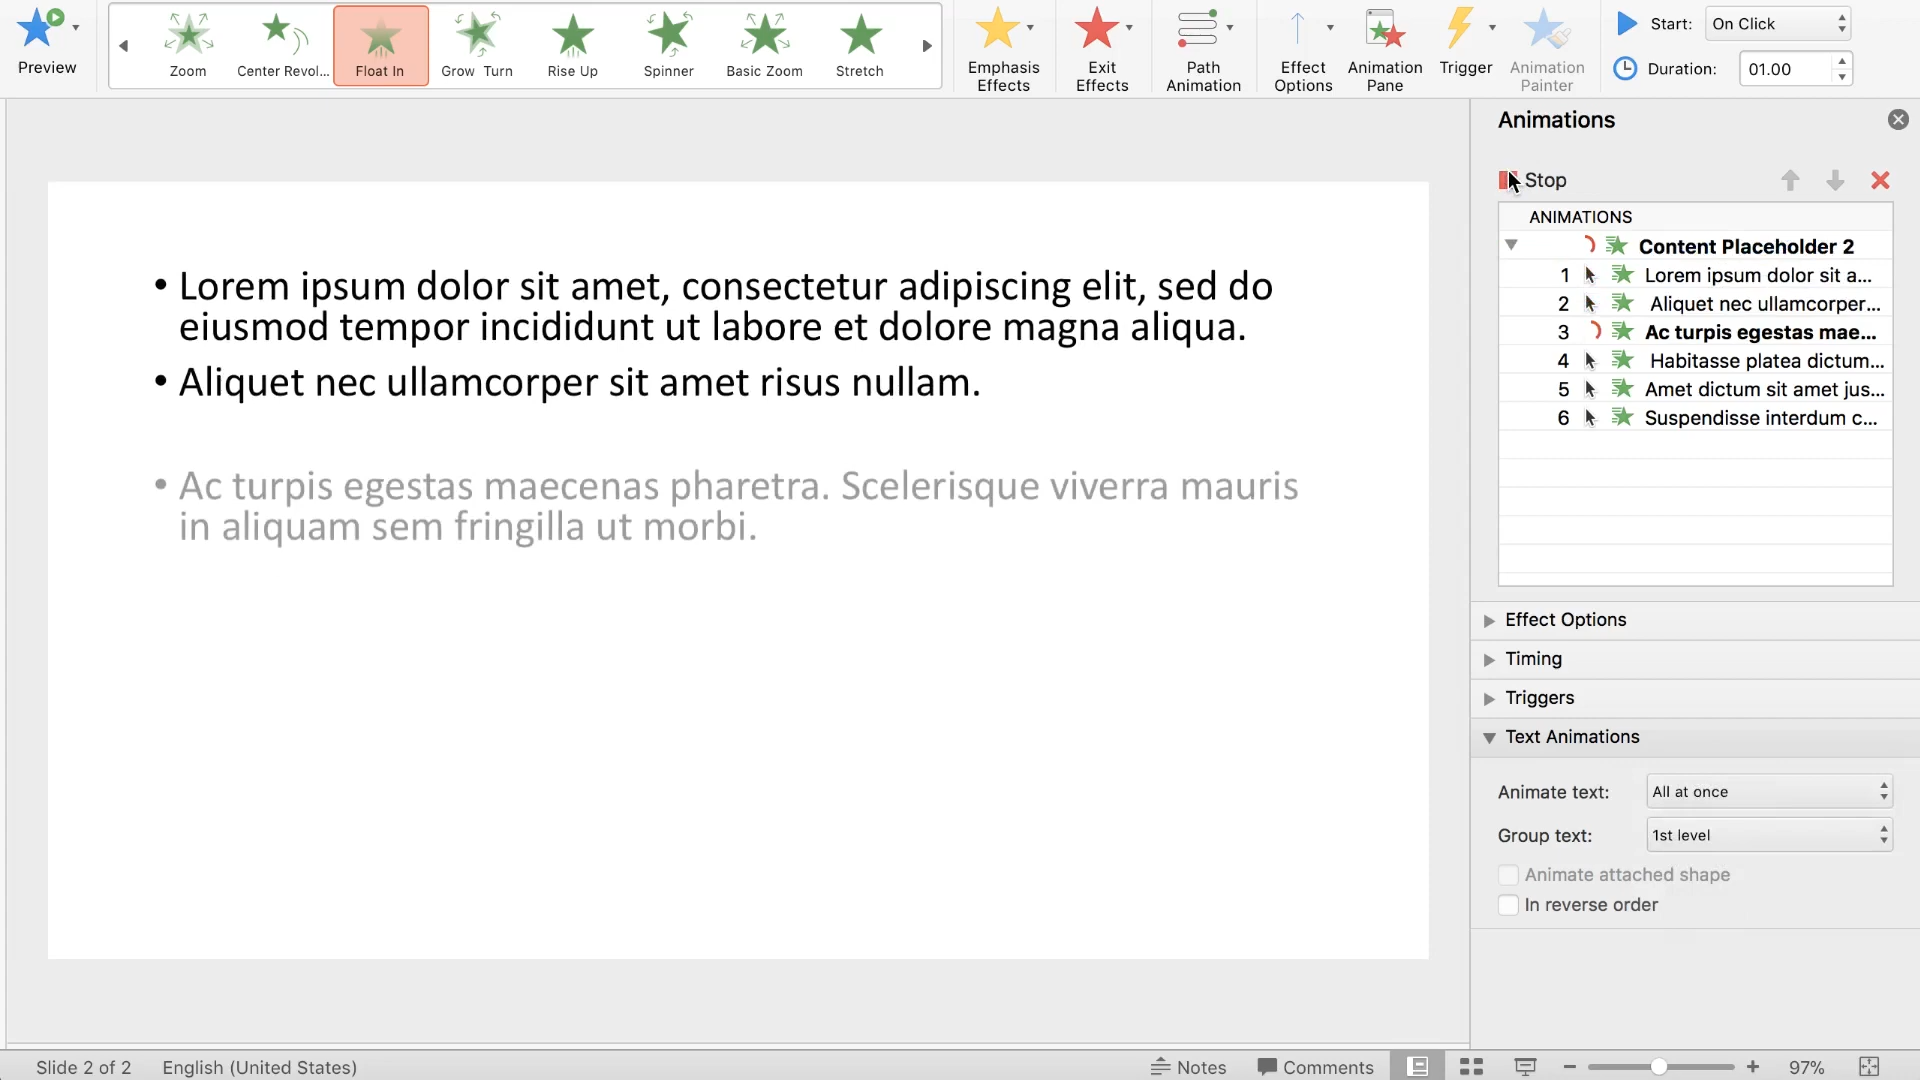 Preview
Zoom
Center Revol...
Float In
Grow Turn
Rise Up
Spinner
Basic Zoom
Stretch
Emphasis
Effects
Exit
Effects
Path
Animation
Effect
Options
Animation
Pane
Trigger
Animation
Painter
Start: On Click
Duration: 01.00
Animations
Stop
ANIMATIONS
Content Placeholder 2
1 Lorem ipsum dolor sit a...
2 Aliquet nec ullamcorper...
3 Ac turpis egestas mae...
4 Habitasse platea dictum...
5 Amet dictum sit amet jus...
6 Suspendisse interdum c...
• Lorem ipsum dolor sit amet, consectetur adipiscing elit, sed do
eiusmod tempor incididunt ut labore et dolore magna aliqua.
• Aliquet nec ullamcorper sit amet risus nullam.
• Ac turpis egestas maecenas pharetra. Scelerisque viverra mauris
in aliquam sem fringilla ut morbi.
Effect Options
Timing
Triggers
Text Animations
Animate text: All at once
Group text: 1st level
Animate attached shape
In reverse order
Slide 2 of 2
English (United States)
Notes
Comments
97%